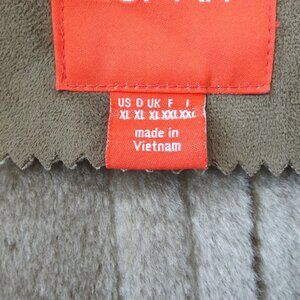 US D UK F I
XL XL XL XXL XXL
made in
Vietnam